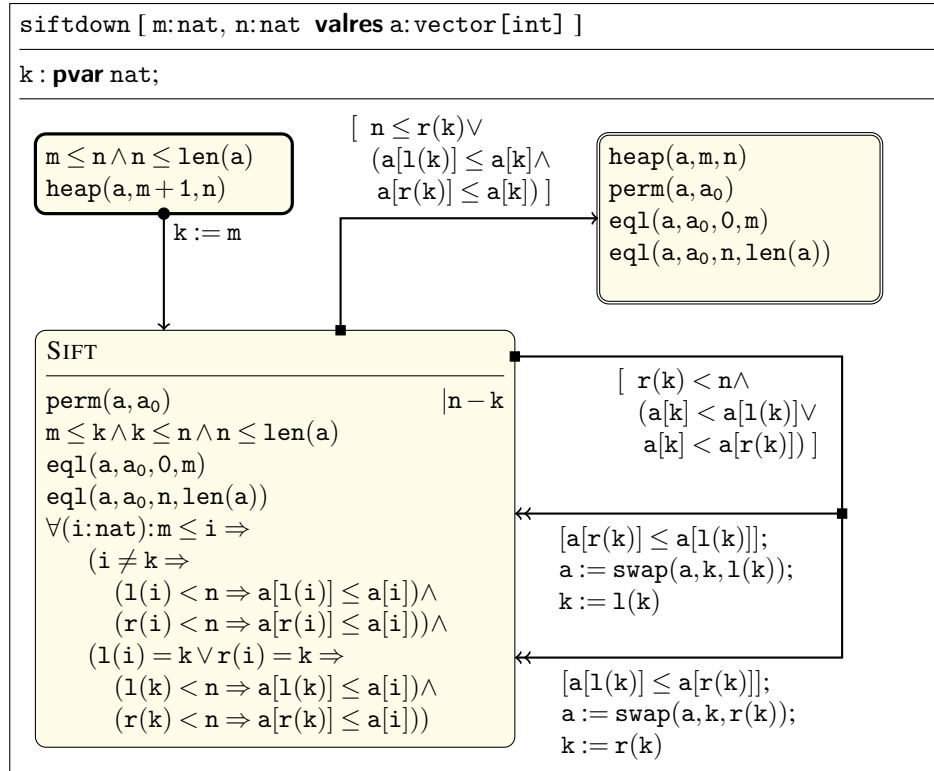 siftdown [ m:nat, n:nat valres a:vector[int] ]
k : pvar nat;
m ≤ n ∧ n ≤ len(a)
heap(a,m+1,n)
k := m
[ n ≤ r(k)∨
(a[l(k)] ≤ a[k]∧
a[r(k)] ≤ a[k]) ]
heap(a,m,n)
perm(a,a₀)
eql(a,a₀,0,m)
eql(a,a₀,n,len(a))
SIFT
perm(a,a₀) |n−k
m ≤ k ∧ k ≤ n ∧ n ≤ len(a)
eql(a,a₀,0,m)
eql(a,a₀,n,len(a))
∀(i:nat):m ≤ i ⇒
(i ≠ k ⇒
(l(i) < n ⇒ a[l(i)] ≤ a[i])∧
(r(i) < n ⇒ a[r(i)] ≤ a[i]))∧
(l(i) = k ∨ r(i) = k ⇒
(l(k) < n ⇒ a[l(k)] ≤ a[i])∧
(r(k) < n ⇒ a[r(k)] ≤ a[i]))
[ r(k) < n∧
(a[k] < a[l(k)]∨
a[k] < a[r(k)]) ]
[a[r(k)] ≤ a[l(k)]];
a := swap(a,k,l(k));
k := l(k)
[a[l(k)] ≤ a[r(k)]];
a := swap(a,k,r(k));
k := r(k)